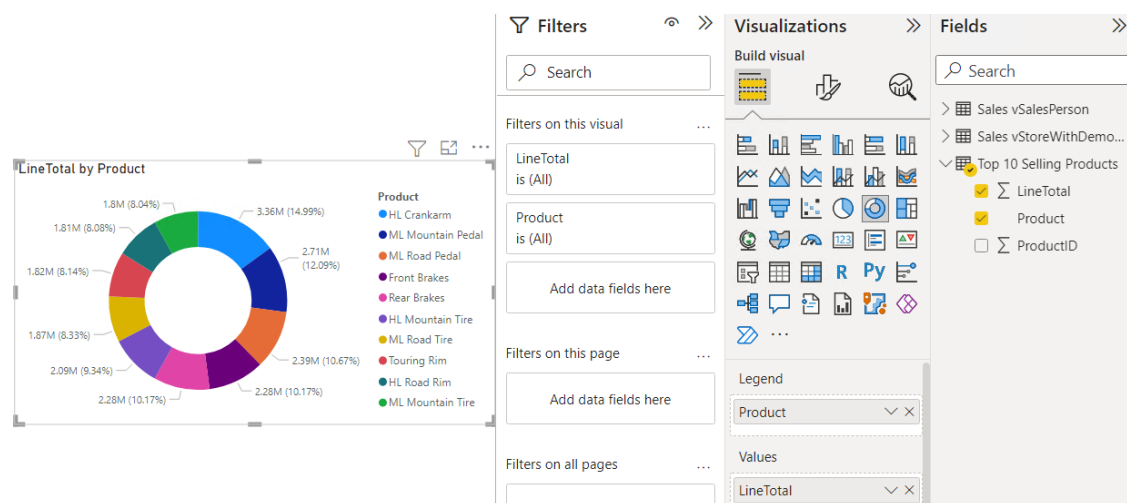 LineTotal by Product
3.36M (14.99%)
2.71M
(12.09%)
2.39M (10.67%)
2.28M (10.17%)
2.28M (10.17%)
2.09M (9.34%)
1.87M (8.33%)
1.82M (8.14%)
1.81M (8.08%)
1.8M (8.04%)
Product
HL Crankarm
ML Mountain Pedal
ML Road Pedal
Front Brakes
Rear Brakes
HL Mountain Tire
ML Road Tire
Touring Rim
HL Road Rim
ML Mountain Tire
Filters
Search
Filters on this visual
...
LineTotal
is (All)
Product
is (All)
Add data fields here
Filters on this page
...
Add data fields here
Filters on all pages
...
Visualizations
Build visual
123
R
Py
...
Legend
Product
Values
LineTotal
Fields
Search
Sales vSalesPerson
Sales vStoreWithDemo...
Top 10 Selling Products
LineTotal
Product
ProductID